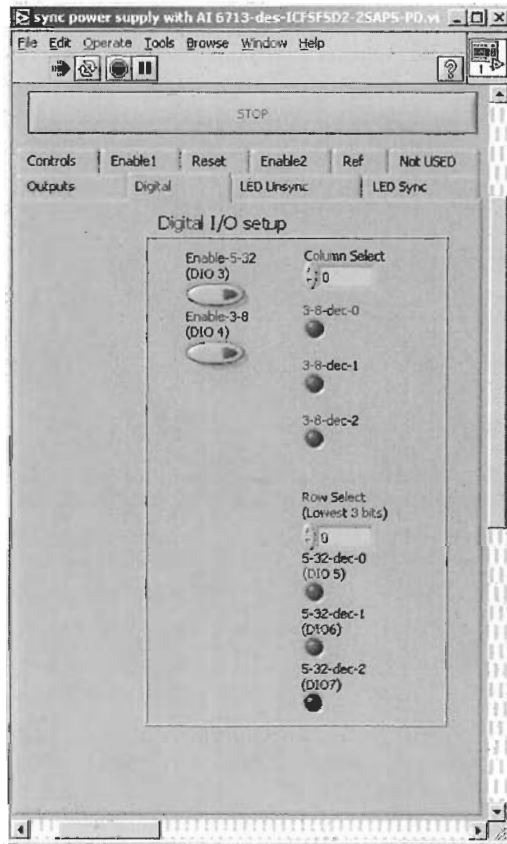 sync power supply with AI 6713-des-ICFSFSD2-2SAPS-PD.vi
File Edit Operate Tools Browse Window Help
1
STOP
Controls Enable1 Reset Enable2 Ref Not USED
Outputs Digital LED Unsync LED Sync
Digital I/O setup
Enable-5-32
(DIO 3)
Enable-3-8
(DIO 4)
Column Select
0
3-8-dec-0
3-8-dec-1
3-8-dec-2
Row Select
(Lowest 3 bits)
0
5-32-dec-0
(DIO 5)
5-32-dec-1
(DIO6)
5-32-dec-2
(DIO7)